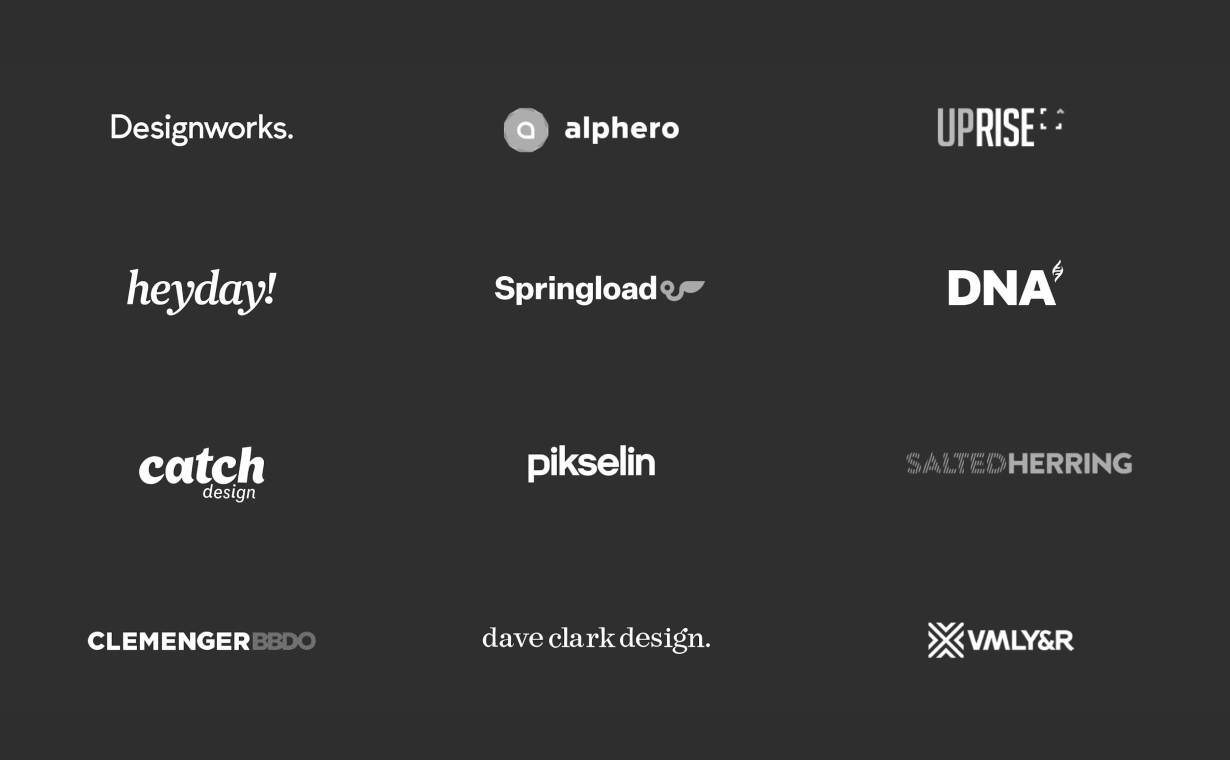 Designworks.
alphero
UPRISE
heyday!
Springload
DNA
catch
design
pikselin
SALTEDHERRING
CLEMENGERBBDO
dave clark design.
VMLY&R